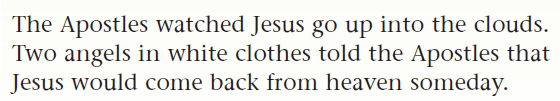 The Apostles watched Jesus go up into the clouds.
Two angels in white clothes told the Apostles that
Jesus would come back from heaven someday.